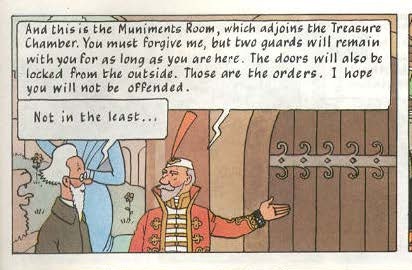 And this is the Muniments Room, which adjoins the Treasure
Chamber. You must forgive me, but two guards will remain
with you for as long as you are here. The doors will also be
locked from the outside. Those are the orders. I hope
you will not be offended.
Not in the least...